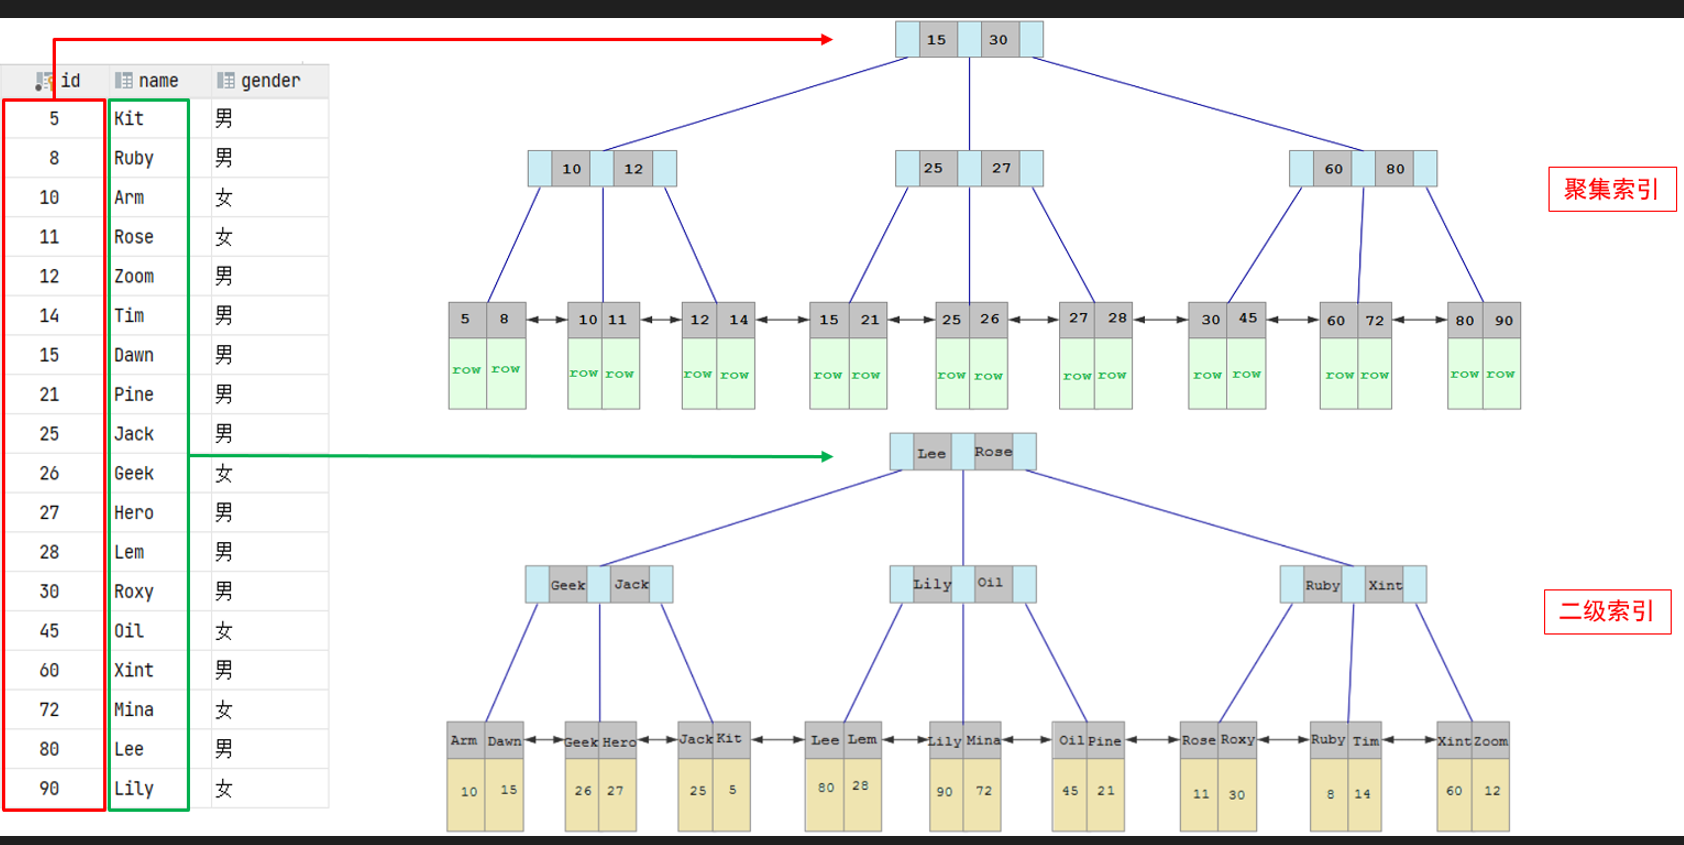 id name gender
5 Kit 男
8 Ruby 男
10 Arm 女
11 Rose 女
12 Zoom 男
14 Tim 男
15 Dawn 男
21 Pine 男
25 Jack 男
26 Geek 女
27 Hero 男
28 Lem 男
30 Roxy 男
45 Oil 女
60 Xint 男
72 Mina 女
80 Lee 男
90 Lily 女
15 30
10 12 25 27 60 80
聚集索引
5 8 10 11 12 14 15 21 25 26 27 28 30 45 60 72 80 90
row row row row row row row row row row row row row row row row row row
Lee Rose
Geek Jack Lily Oil Ruby Xint
二级索引
Arm Dawn Geek Hero Jack Kit Lee Lem Lily Mina Oil Pine Rose Roxy Ruby Tim Xint Zoom
10 15 26 27 25 5 80 28 90 72 45 21 11 30 8 14 60 12